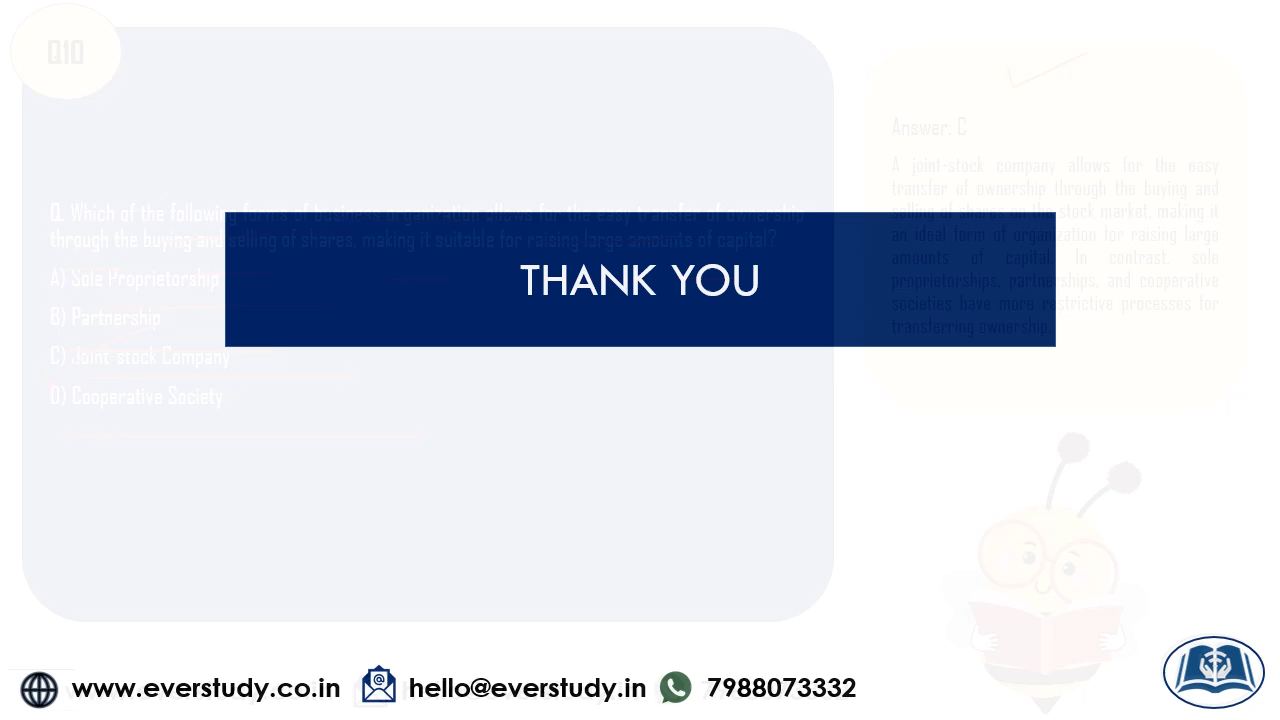 Q10
Q. Which of the following forms of business organization allows for the easy transfer of ownership
through the buying and selling of shares, making it suitable for raising large amounts of capital?
A) Sole Proprietorship
B) Partnership
C) Joint-stock Company
D) Cooperative Society
Answer: C
A joint-stock company allows for the easy
transfer of ownership through the buying and
selling of shares on the stock market, making it
an ideal form of organization for raising large
amounts of capital. In contrast, sole
proprietorships, partnerships, and cooperative
societies have more restrictive processes for
transferring ownership.
THANK YOU
www.everstudy.co.in hello@everstudy.in 7988073332